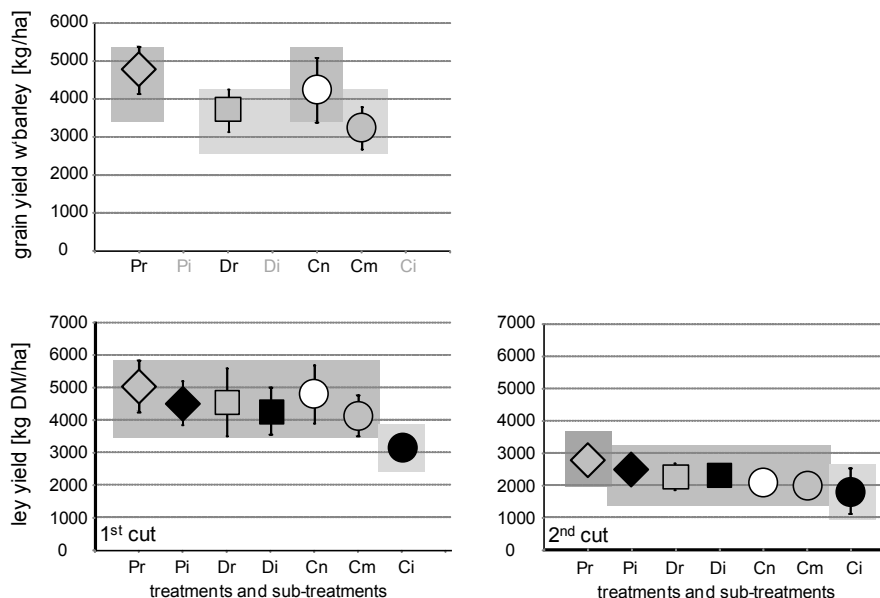 grain yield w'barley [kg/ha]
6000
5000
4000
3000
2000
1000
0
Pr Pi Dr Di Cn Cm Ci
ley yield [kg DM/ha]
7000
6000
5000
4000
3000
2000
1000
0
1st cut
Pr Pi Dr Di Cn Cm Ci
treatments and sub-treatments
7000
6000
5000
4000
3000
2000
1000
0
2nd cut
Pr Pi Dr Di Cn Cm Ci
treatments and sub-treatments